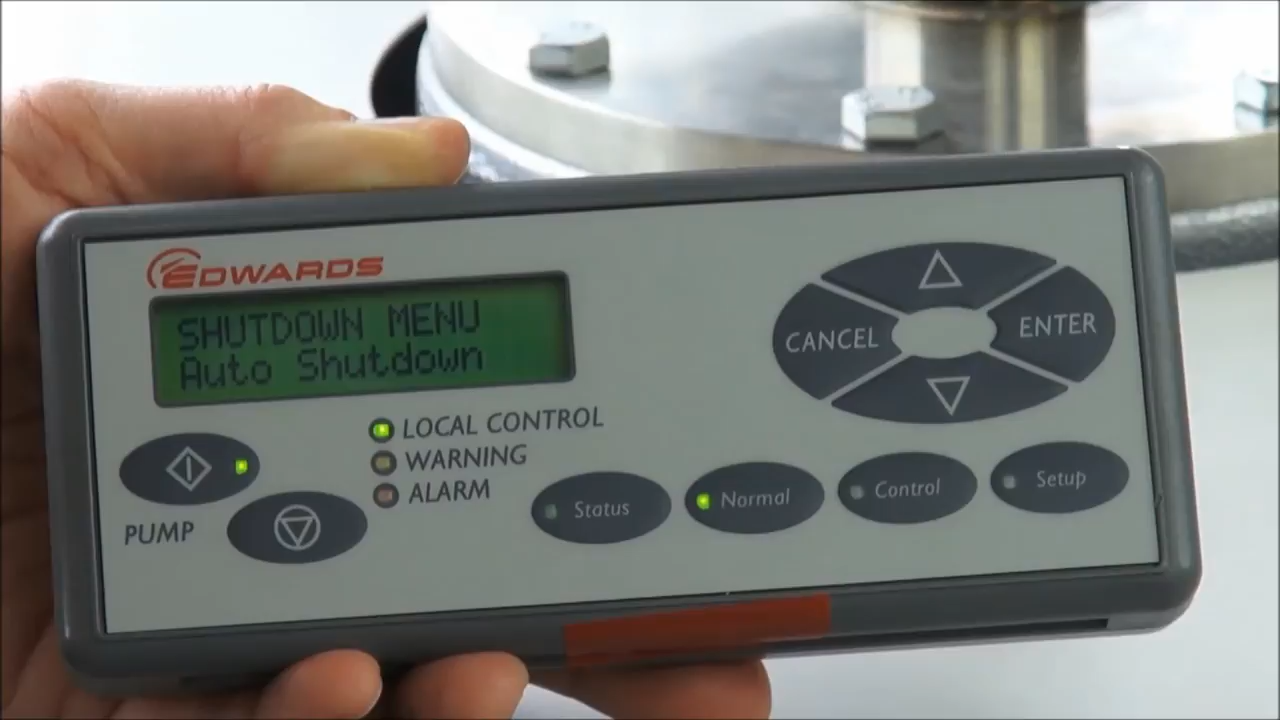 EDWARDS
SHUTDOWN MENU
Auto Shutdown
LOCAL CONTROL
WARNING
ALARM
PUMP
CANCEL
ENTER
Status
Normal
Control
Setup